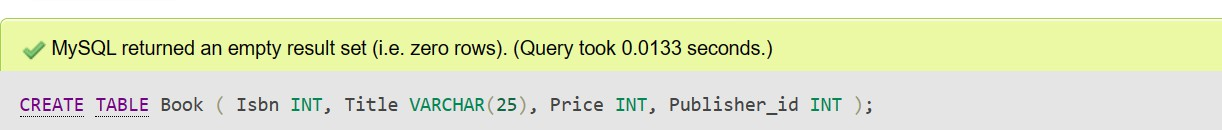 MySQL returned an empty result set (i.e. zero rows). (Query took 0.0133 seconds.)
CREATE TABLE Book ( Isbn INT, Title VARCHAR(25), Price INT, Publisher_id INT );